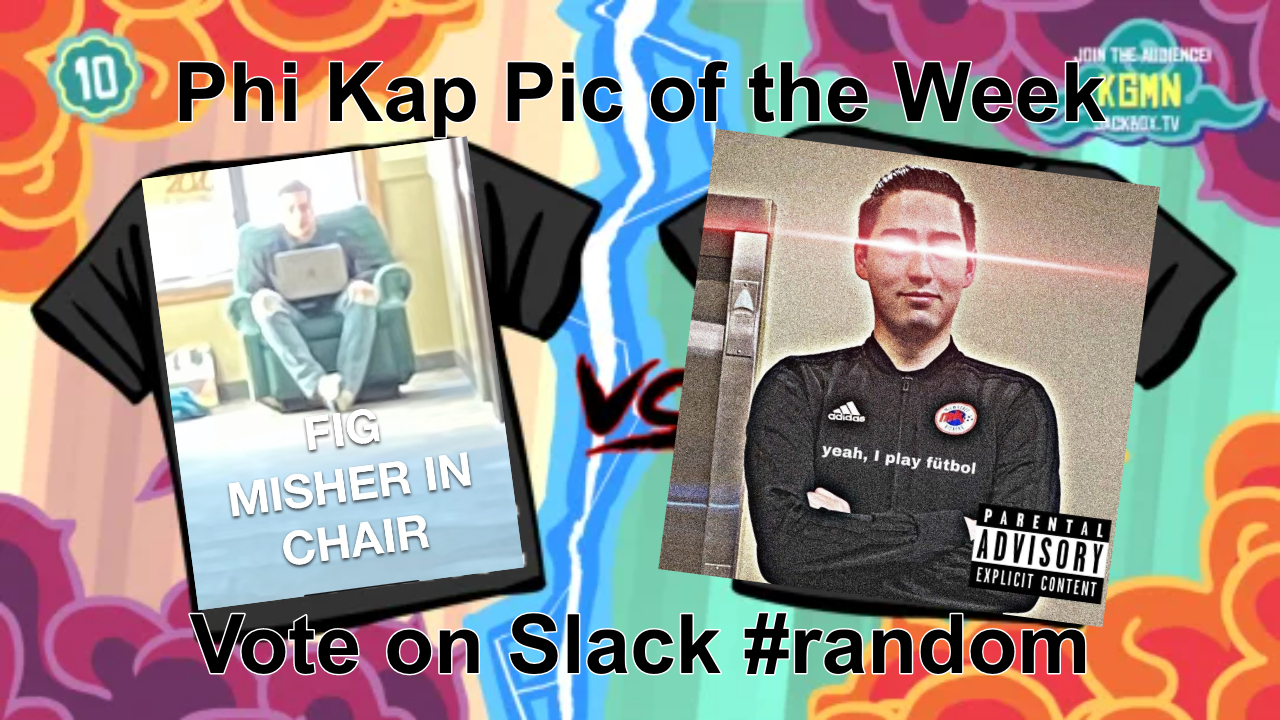 10
Phi Kap Pic of the Week
JOIN THE AUDIENCE!
KGMN
JACKBOX.TV
FIG
MISHER IN
CHAIR
VS
adidas
yeah, I play fütbol
PARENTAL
ADVISORY
EXPLICIT CONTENT
Vote on Slack #random